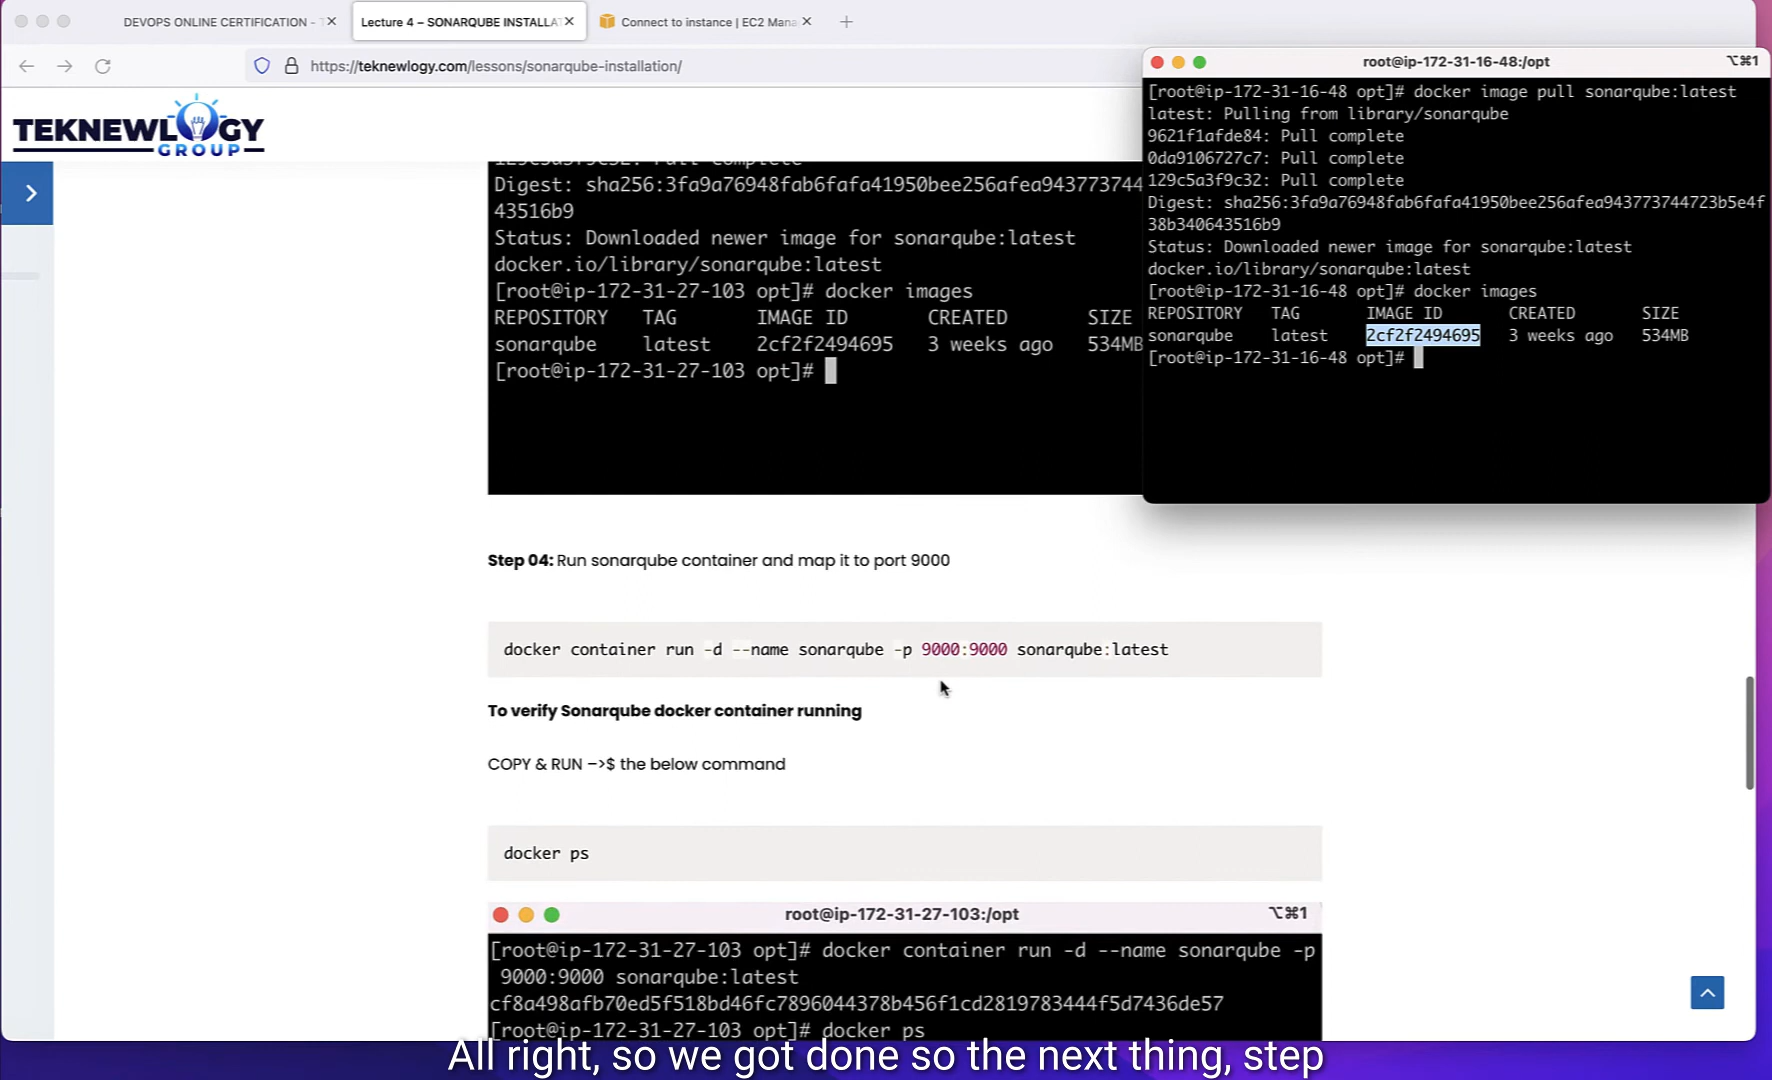 DEVOPS ONLINE CERTIFICATION -
Lecture 4 – SONARQUBE INSTALLA
Connect to instance | EC2 Mana
https://teknewlogy.com/lessons/sonarqube-installation/
TEKNEWLOGY
GROUP
Digest: sha256:3fa9a76948fab6fafa41950bee256afea943773744
43516b9
Status: Downloaded newer image for sonarqube:latest
docker.io/library/sonarqube:latest
[root@ip-172-31-27-103 opt]# docker images
REPOSITORY TAG IMAGE ID CREATED SIZE
sonarqube latest 2cf2f2494695 3 weeks ago 534MB
[root@ip-172-31-27-103 opt]#
root@ip-172-31-16-48:/opt ⌥⌘1
[root@ip-172-31-16-48 opt]# docker image pull sonarqube:latest
latest: Pulling from library/sonarqube
9621f1afde84: Pull complete
0da9106727c7: Pull complete
129c5a3f9c32: Pull complete
Digest: sha256:3fa9a76948fab6fafa41950bee256afea943773744723b5e4f
38b340643516b9
Status: Downloaded newer image for sonarqube:latest
docker.io/library/sonarqube:latest
[root@ip-172-31-16-48 opt]# docker images
REPOSITORY TAG IMAGE ID CREATED SIZE
sonarqube latest 2cf2f2494695 3 weeks ago 534MB
[root@ip-172-31-16-48 opt]#
Step 04: Run sonarqube container and map it to port 9000
docker container run -d --name sonarqube -p 9000:9000 sonarqube:latest
To verify Sonarqube docker container running
COPY & RUN –>$ the below command
docker ps
root@ip-172-31-27-103:/opt ⌥⌘1
[root@ip-172-31-27-103 opt]# docker container run -d --name sonarqube -p
9000:9000 sonarqube:latest
cf8a498afb70ed5f518bd46fc7896044378b456f1cd2819783444f5d7436de57
[root@ip-172-31-27-103 opt]# docker ps
All right, so we got done so the next thing, step